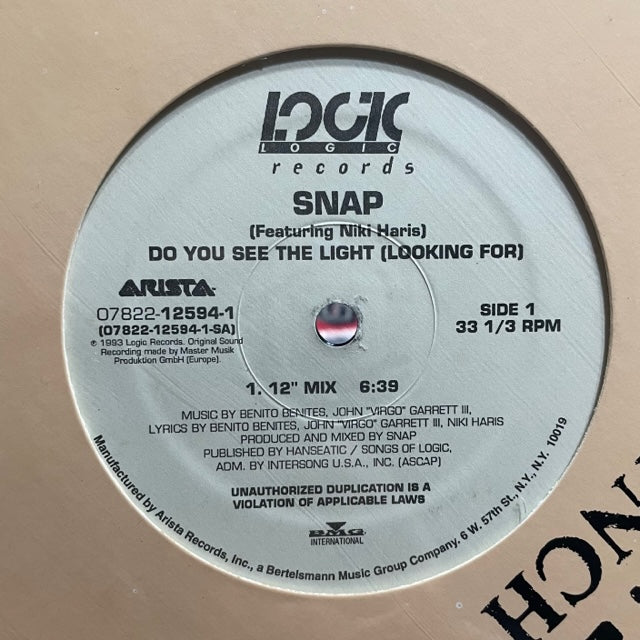 LOGIC
LOGIC
records
SNAP
(Featuring Niki Haris)
DO YOU SEE THE LIGHT (LOOKING FOR)
ARISTA
07822-12594-1
(07822-12594-1-SA)
℗ 1993 Logic Records. Original Sound
Recording made by Master Musik
Produktion GmbH (Europe).
SIDE 1
33 1/3 RPM
1. 12" MIX 6:39
MUSIC BY BENITO BENITES, JOHN "VIRGO" GARRETT III,
LYRICS BY BENITO BENITES, JOHN "VIRGO" GARRETT III, NIKI HARIS
PRODUCED AND MIXED BY SNAP
PUBLISHED BY HANSEATIC / SONGS OF LOGIC,
ADM. BY INTERSONG U.S.A., INC. (ASCAP)
UNAUTHORIZED DUPLICATION IS A
VIOLATION OF APPLICABLE LAWS
BMG
INTERNATIONAL
Manufactured by Arista Records, Inc., a Bertelsmann Music Group Company. 6 W. 57th St., N.Y., N.Y. 10019